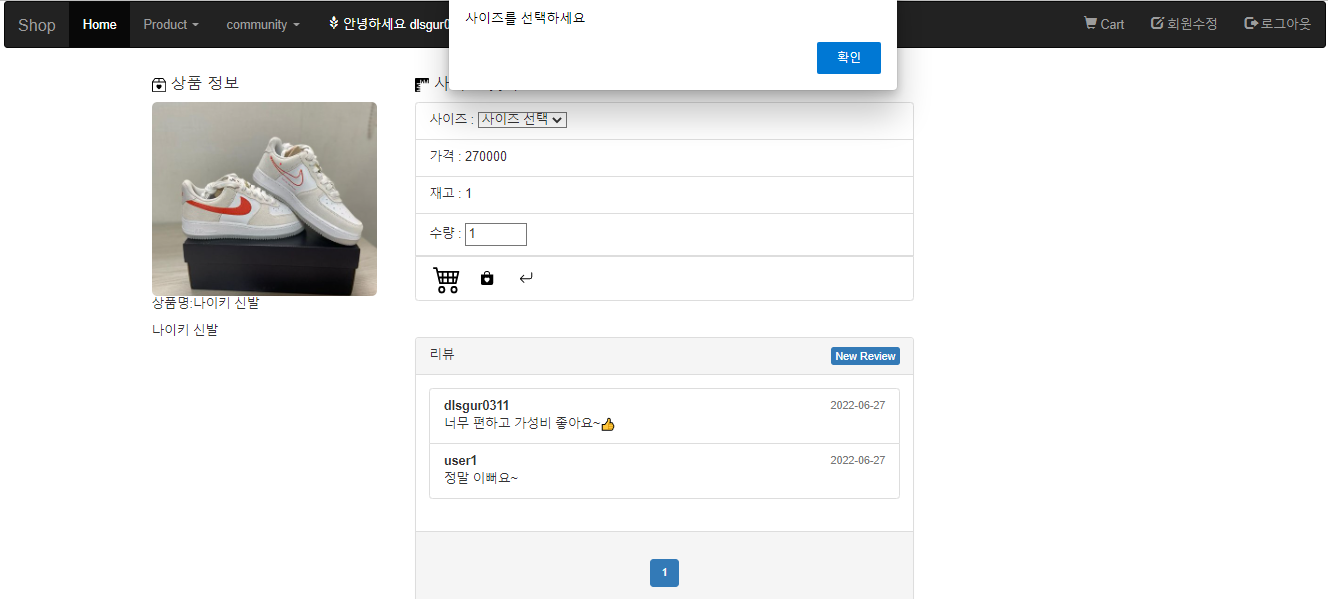 Shop Home Product community 안녕하세요 Cart 회원수정 로그아웃
사이즈를 선택하세요
확인
상품 정보
사이즈 : 사이즈 선택
가격 : 270000
재고 : 1
수량 : 1
상품명:나이키 신발
나이키 신발
리뷰 New Review
dlsgur0311 2022-06-27
너무 편하고 가성비 좋아요~👍
user1 2022-06-27
정말 이뻐요~
1